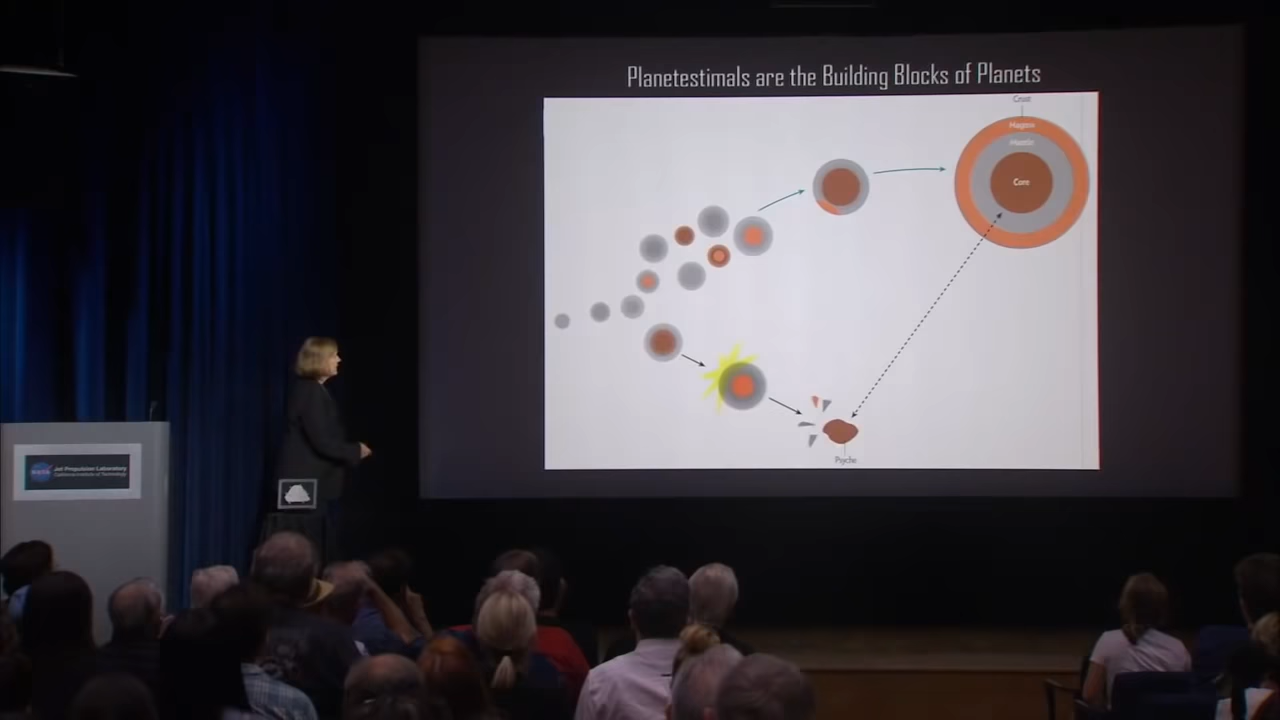 Planetestimals are the Building Blocks of Planets
Crust
Magma
Mantle
Core
Psyche
NASA
Jet Propulsion Laboratory
California Institute of Technology